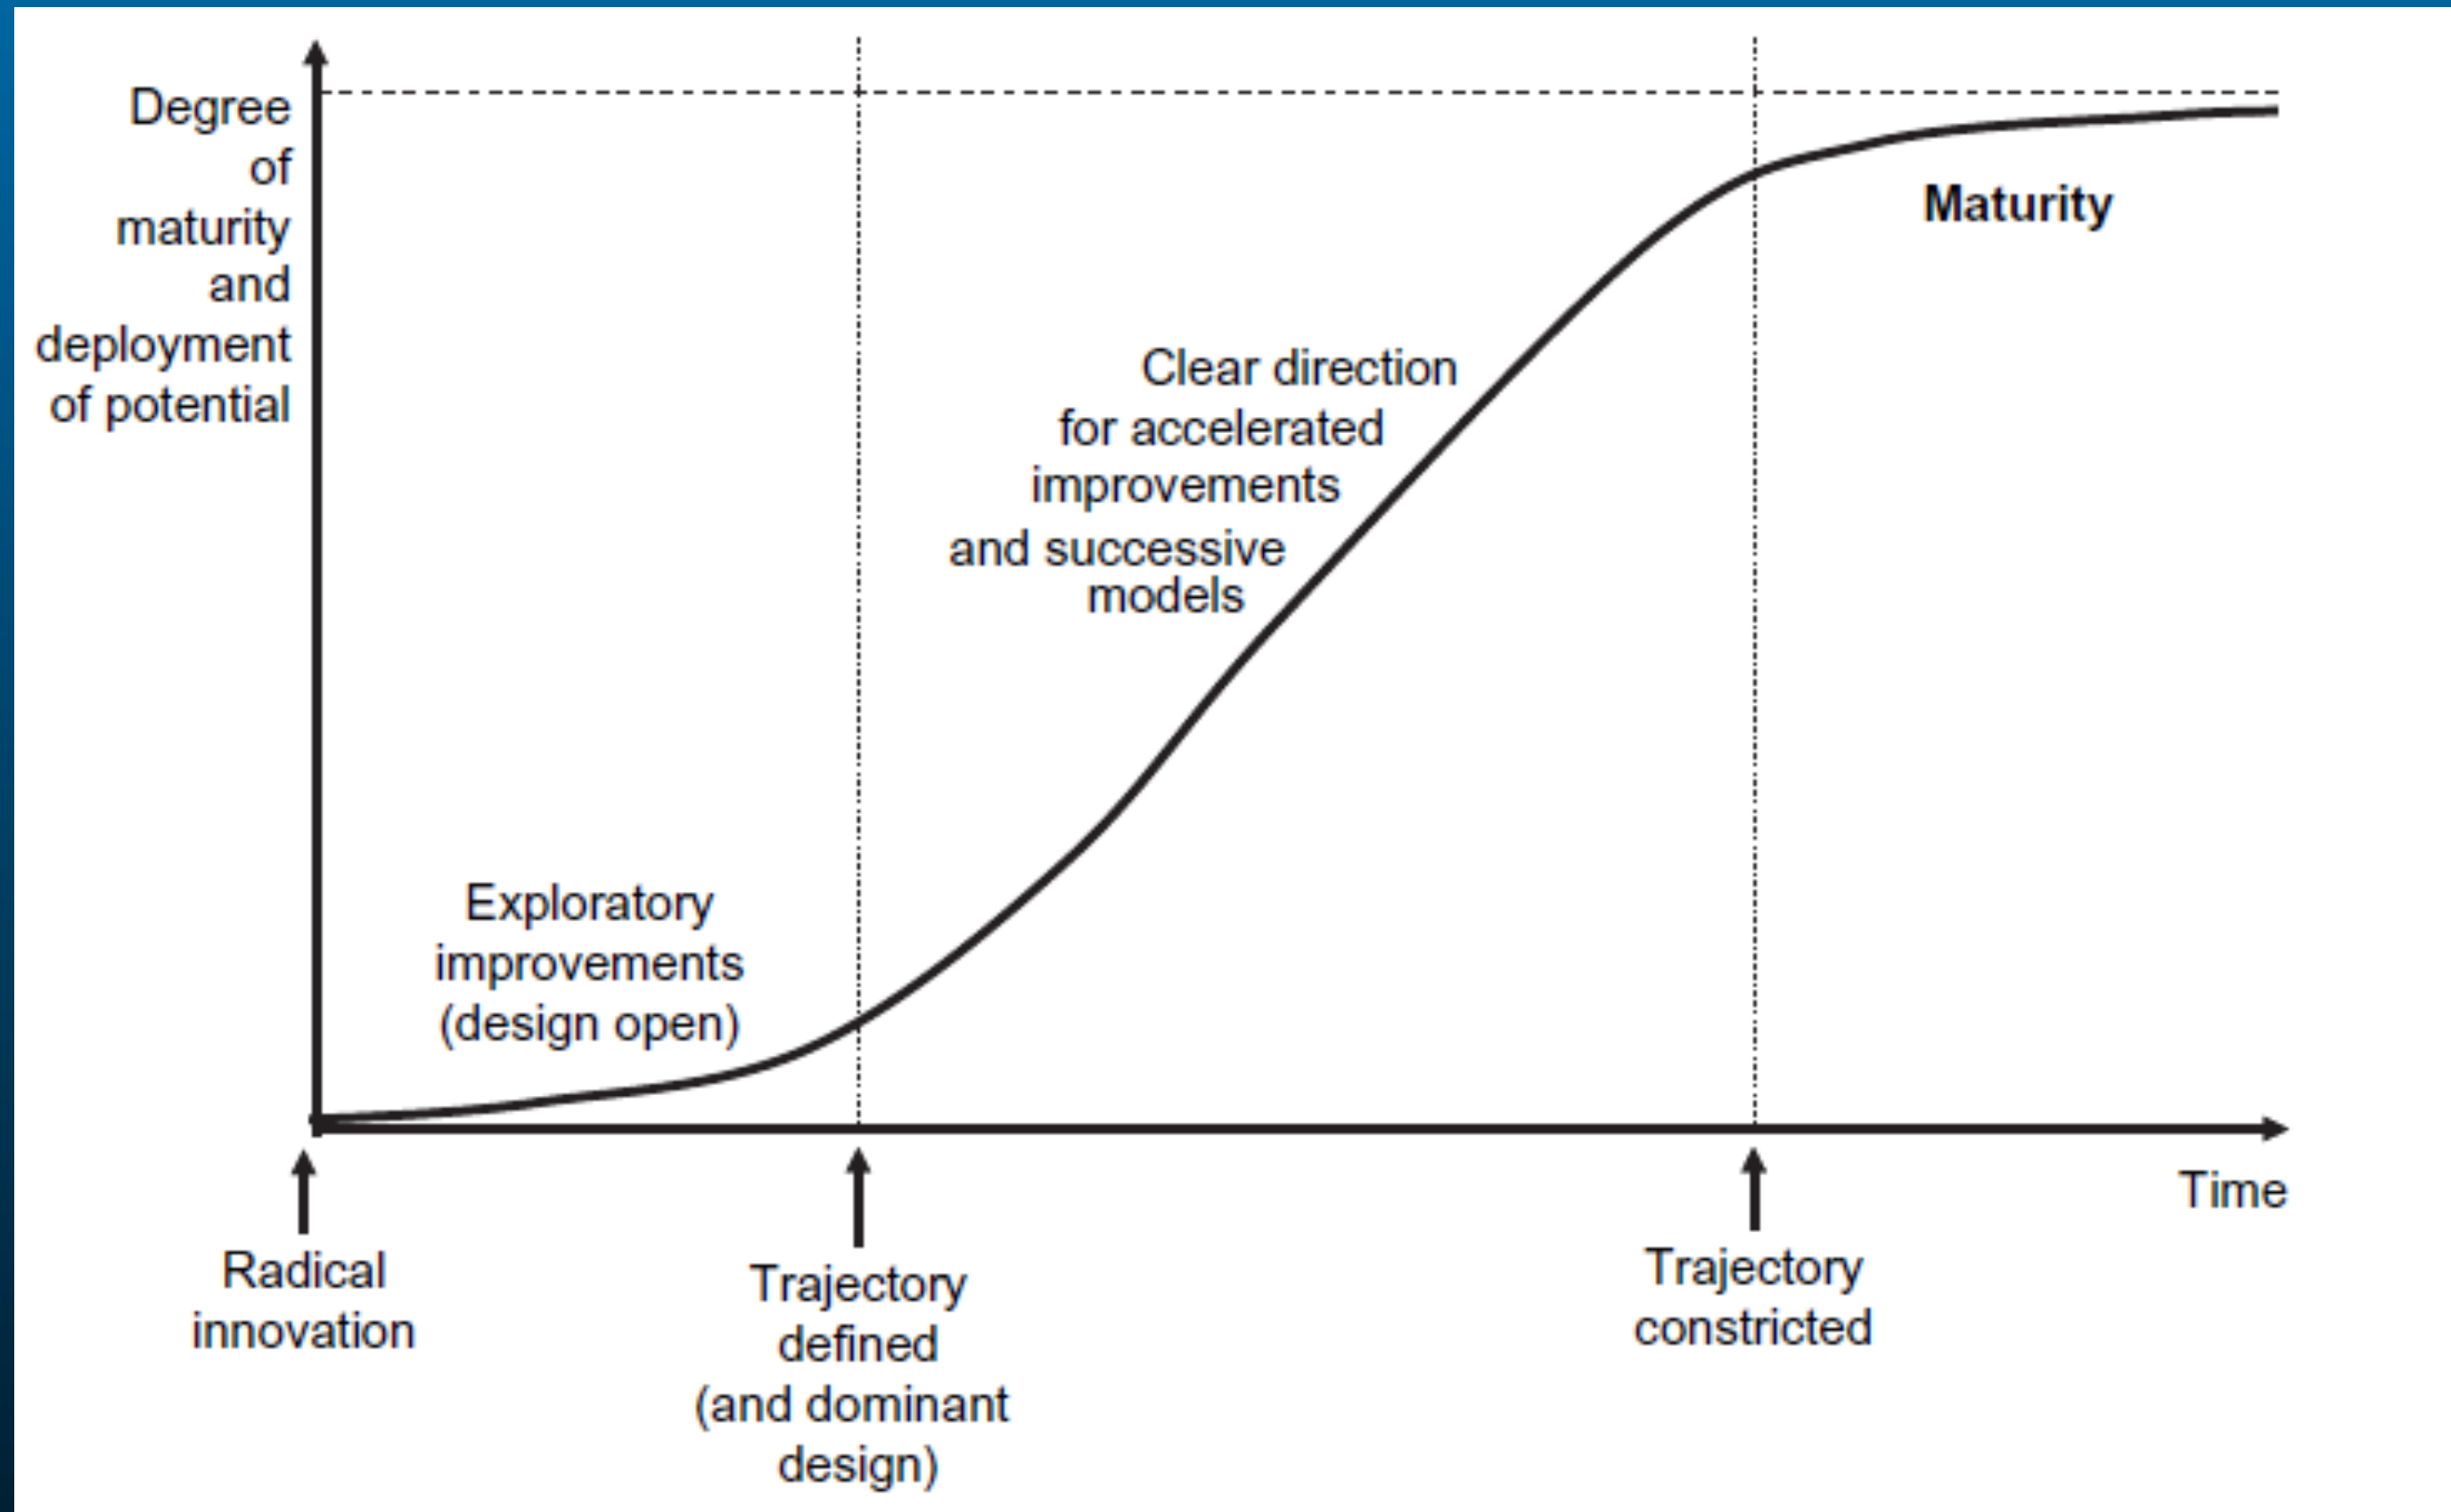 Degree
of
maturity
and
deployment
of potential
Maturity
Clear direction
for accelerated
improvements
and successive
models
Exploratory
improvements
(design open)
Time
Radical
innovation
Trajectory
defined
(and dominant
design)
Trajectory
constricted